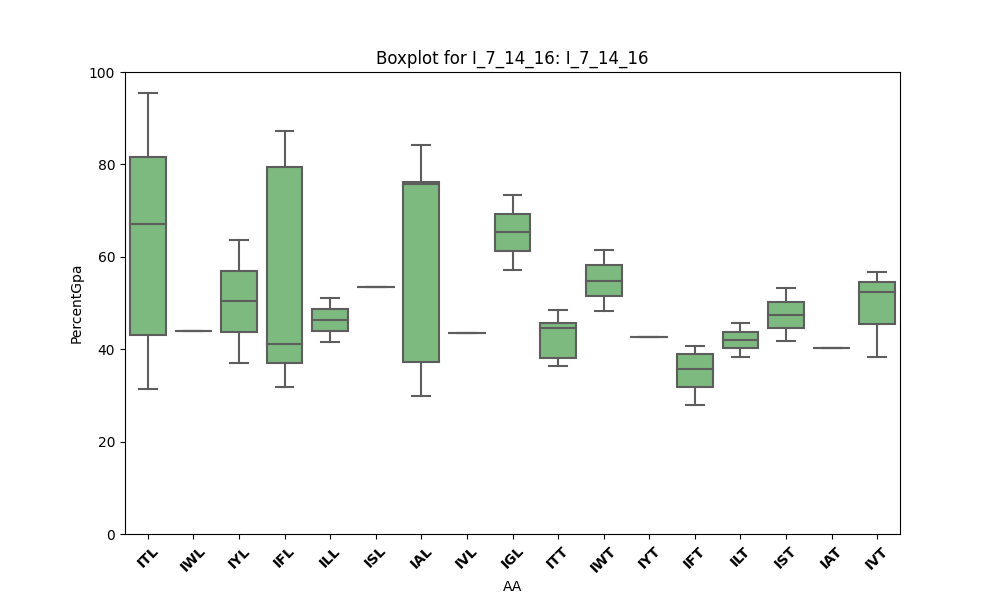 Boxplot for I_7_14_16: I_7_14_16
100
80
60
40
20
0
PercentGpa
ITL IWL IYL IFL ILL ISL IAL IVL IGL ITT IWT IYT IFT ILT IST IAT IVT
AA